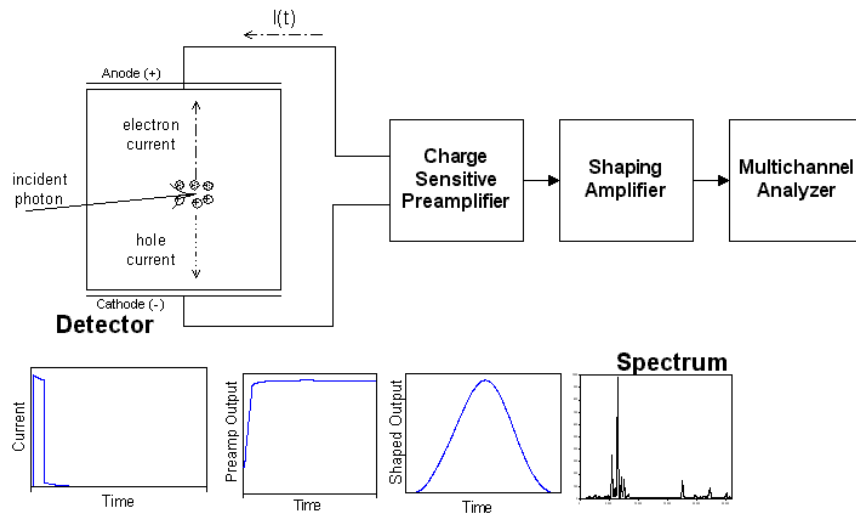 I(t)
Anode (+)
electron
current
incident
photon
hole
current
Cathode (-)
Detector
Charge
Sensitive
Preamplifier
Shaping
Amplifier
Multichannel
Analyzer
Current
Time
Preamp Output
Time
Shaped Output
Time
Spectrum